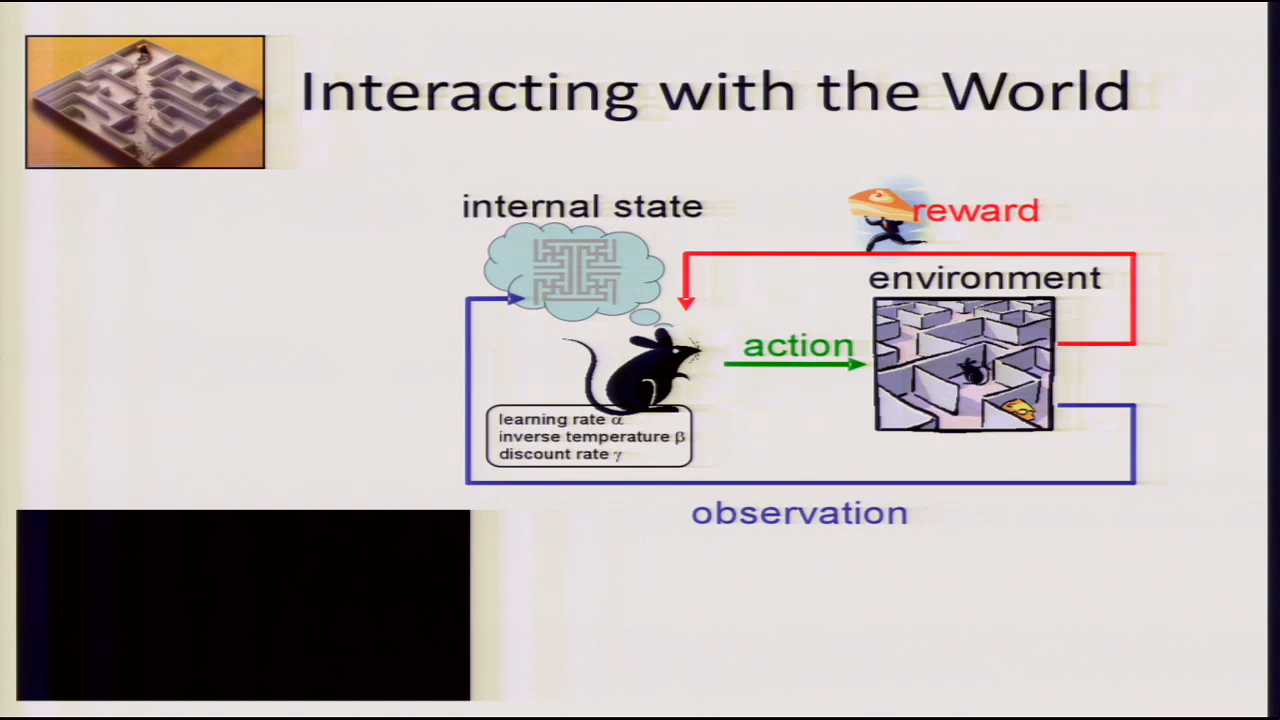 Interacting with the World
internal state
reward
environment
action
learning rate α
inverse temperature β
discount rate γ
observation